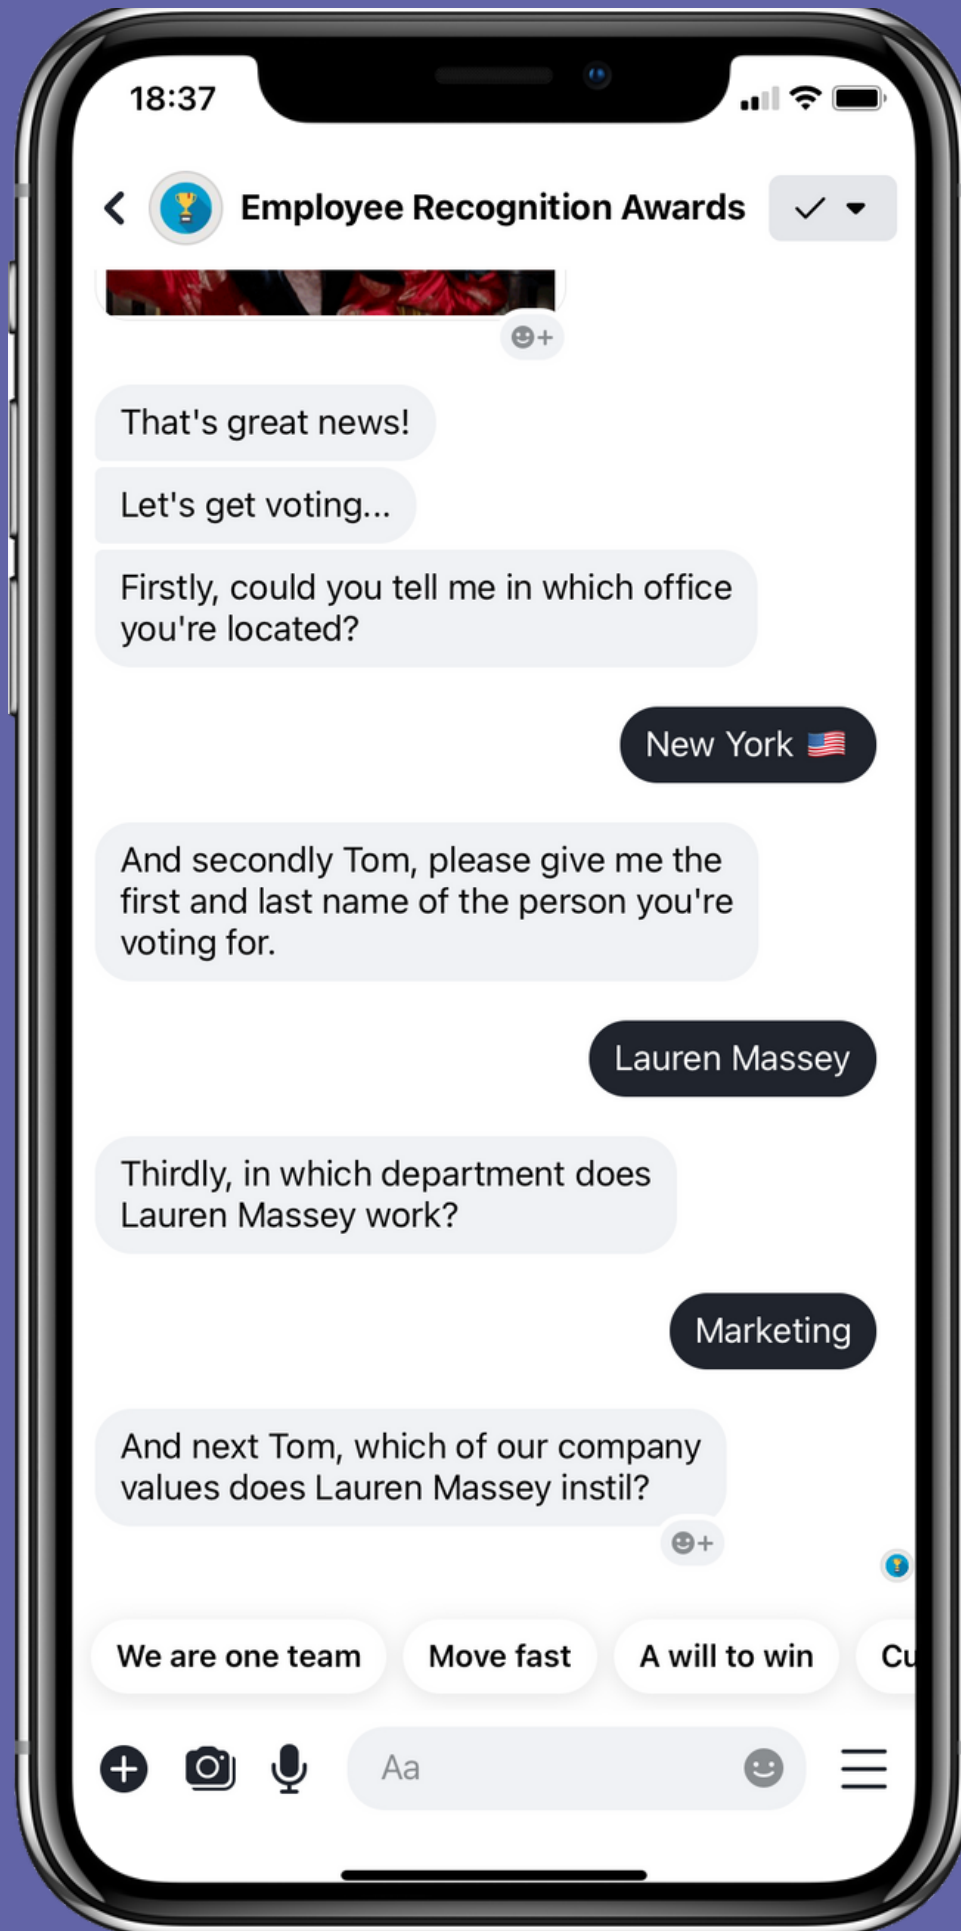 18:37
Employee Recognition Awards
That's great news!
Let's get voting...
Firstly, could you tell me in which office
you're located?
New York 🇺🇸
And secondly Tom, please give me the
first and last name of the person you're
voting for.
Lauren Massey
Thirdly, in which department does
Lauren Massey work?
Marketing
And next Tom, which of our company
values does Lauren Massey instil?
We are one team
Move fast
A will to win
Cu
Aa